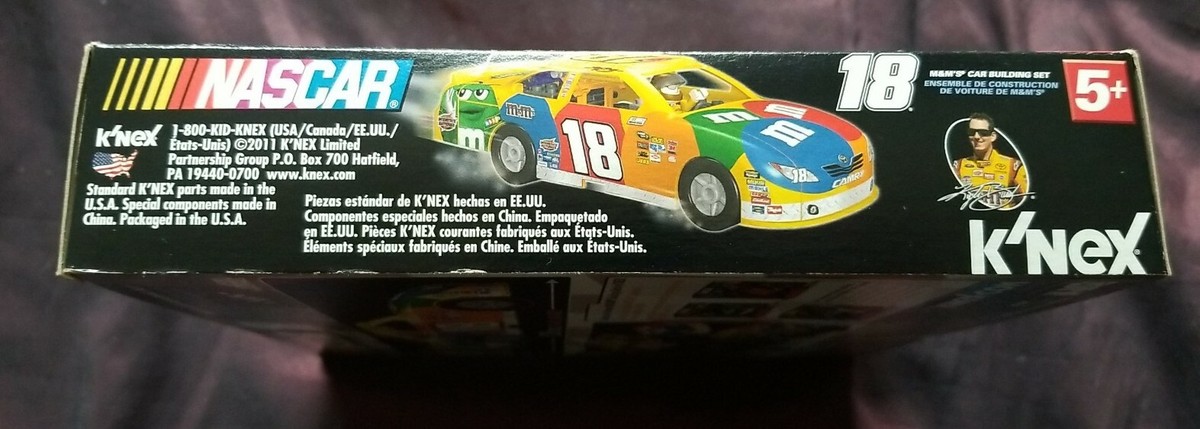 NASCAR®
K'NEX
1-800-KID-KNEX (USA/Canada/EE.UU./
États-Unis) ©2011 K'NEX Limited
Partnership Group P.O. Box 700 Hatfield,
PA 19440-0700 www.knex.com
Standard K'NEX parts made in the
U.S.A. Special components made in
China. Packaged in the U.S.A.
Piezas estándar de K'NEX hechas en EE.UU.
Componentes especiales hechos en China. Empaquetado
en EE.UU. Pièces K'NEX courantes fabriqués aux États-Unis.
Éléments spéciaux fabriqués en Chine. Emballé aux États-Unis.
m
m&m's
18
m
m
m
18
CAMRY
18
M&M'S® CAR BUILDING SET
ENSEMBLE DE CONSTRUCTION
DE VOITURE DE M&M'S®
5+
K'NEX